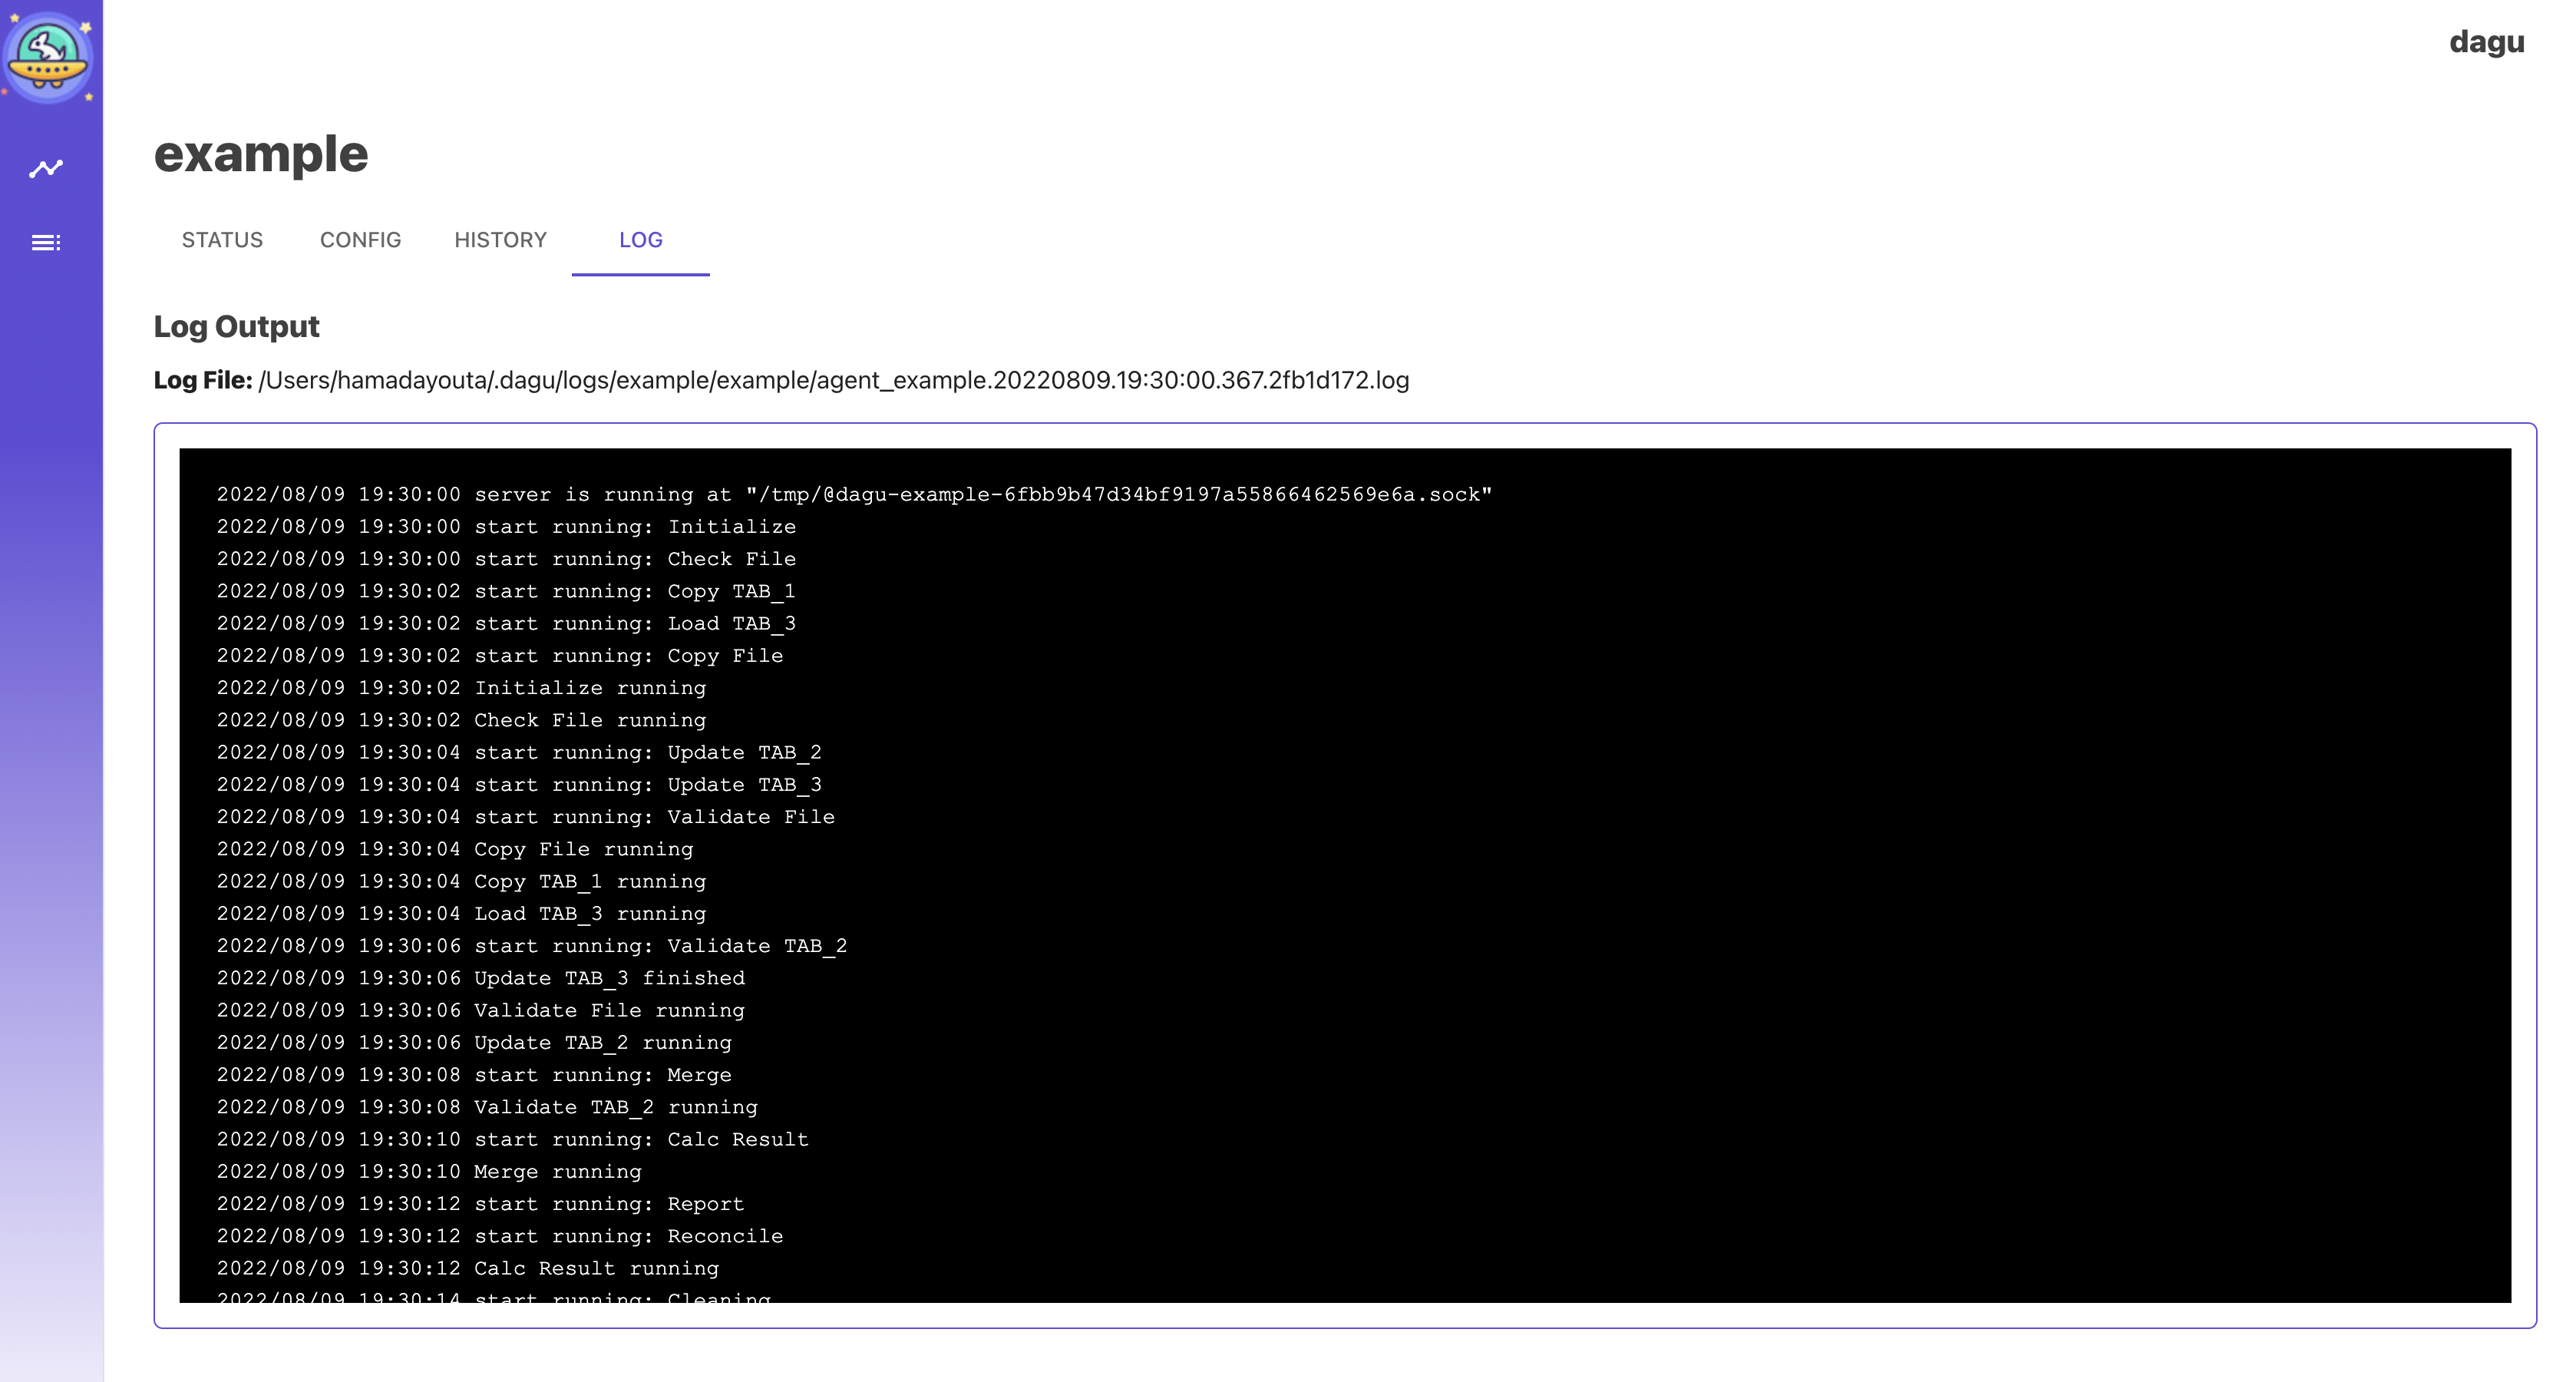 dagu
example
STATUS CONFIG HISTORY LOG
Log Output
Log File: /Users/hamadayouta/.dagu/logs/example/example/agent_example.20220809.19:30:00.367.2fb1d172.log
2022/08/09 19:30:00 server is running at "/tmp/@dagu-example-6fbb9b47d34bf9197a55866462569e6a.sock"
2022/08/09 19:30:00 start running: Initialize
2022/08/09 19:30:00 start running: Check File
2022/08/09 19:30:02 start running: Copy TAB_1
2022/08/09 19:30:02 start running: Load TAB_3
2022/08/09 19:30:02 start running: Copy File
2022/08/09 19:30:02 Initialize running
2022/08/09 19:30:02 Check File running
2022/08/09 19:30:04 start running: Update TAB_2
2022/08/09 19:30:04 start running: Update TAB_3
2022/08/09 19:30:04 start running: Validate File
2022/08/09 19:30:04 Copy File running
2022/08/09 19:30:04 Copy TAB_1 running
2022/08/09 19:30:04 Load TAB_3 running
2022/08/09 19:30:06 start running: Validate TAB_2
2022/08/09 19:30:06 Update TAB_3 finished
2022/08/09 19:30:06 Validate File running
2022/08/09 19:30:06 Update TAB_2 running
2022/08/09 19:30:08 start running: Merge
2022/08/09 19:30:08 Validate TAB_2 running
2022/08/09 19:30:10 start running: Calc Result
2022/08/09 19:30:10 Merge running
2022/08/09 19:30:12 start running: Report
2022/08/09 19:30:12 start running: Reconcile
2022/08/09 19:30:12 Calc Result running
2022/08/09 19:30:14 start running: Cleaning